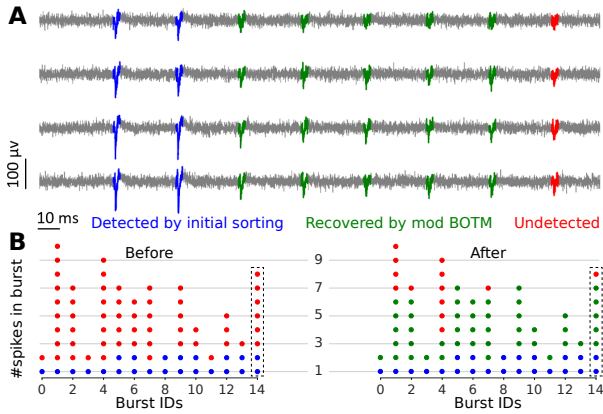 A
100 μv
10 ms
Detected by initial sorting Recovered by mod BOTM Undetected
B
Before After
#spikes in burst
9
7
5
3
1
0 2 4 6 8 10 12 14 0 2 4 6 8 10 12 14
Burst IDs Burst IDs